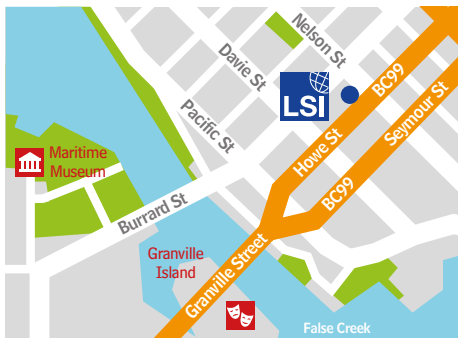 Nelson St
Davie St
BC99
LSI
Seymour St
Pacific St
Howe St
Maritime
Museum
BC99
Burrard St
Granville
Island
Granville Street
False Creek